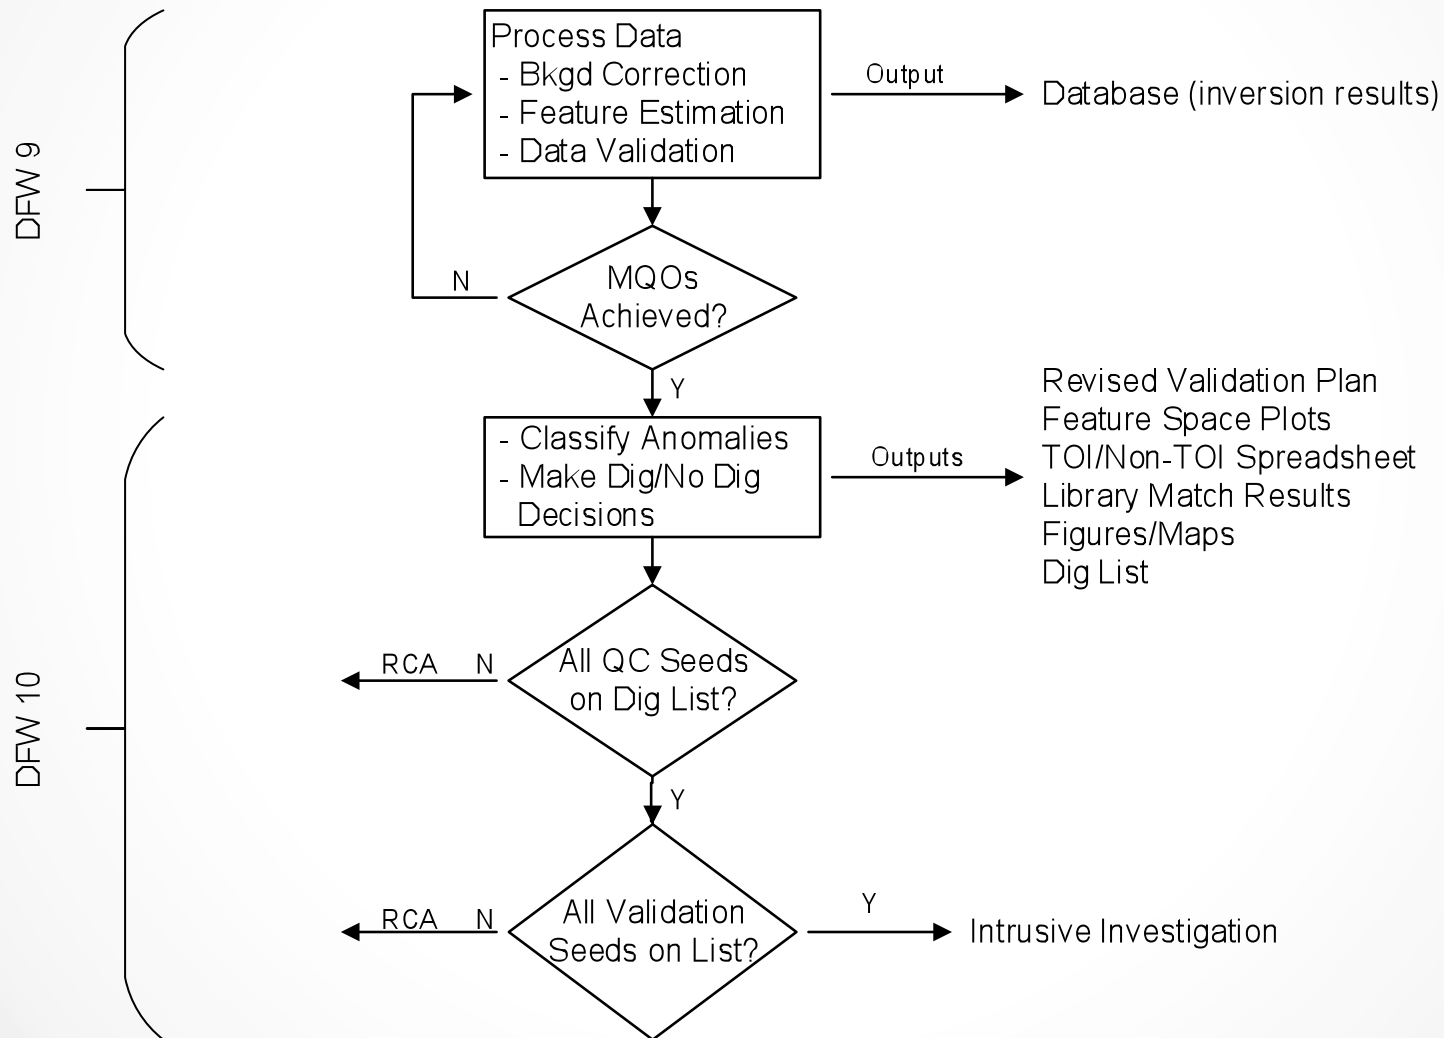 DFW 9
Process Data
- Bkgd Correction
- Feature Estimation
- Data Validation
Output
Database (inversion results)
N
MQOs
Achieved?
Y
DFW 10
- Classify Anomalies
- Make Dig/No Dig
Decisions
Outputs
Revised Validation Plan
Feature Space Plots
TOI/Non-TOI Spreadsheet
Library Match Results
Figures/Maps
Dig List
RCA N
All QC Seeds
on Dig List?
Y
RCA N
All Validation
Seeds on List?
Y
Intrusive Investigation